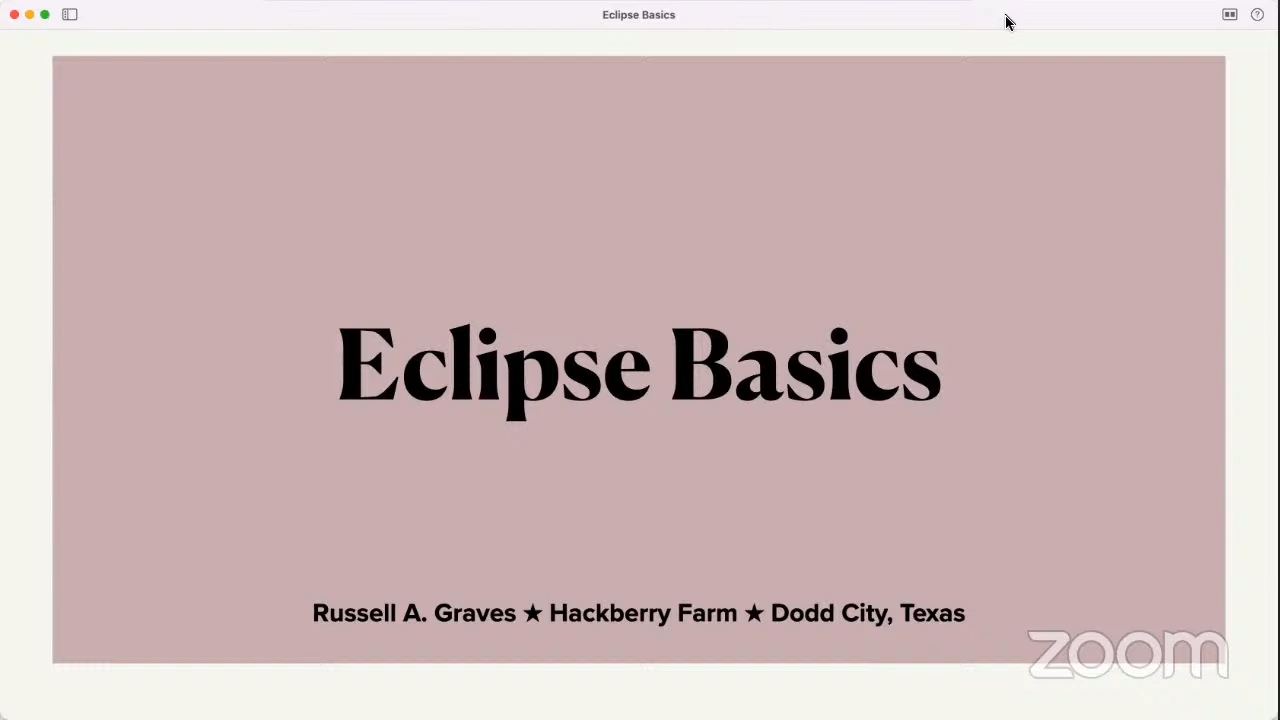 Eclipse Basics
Eclipse Basics
Russell A. Graves ★ Hackberry Farm ★ Dodd City, Texas
zoom